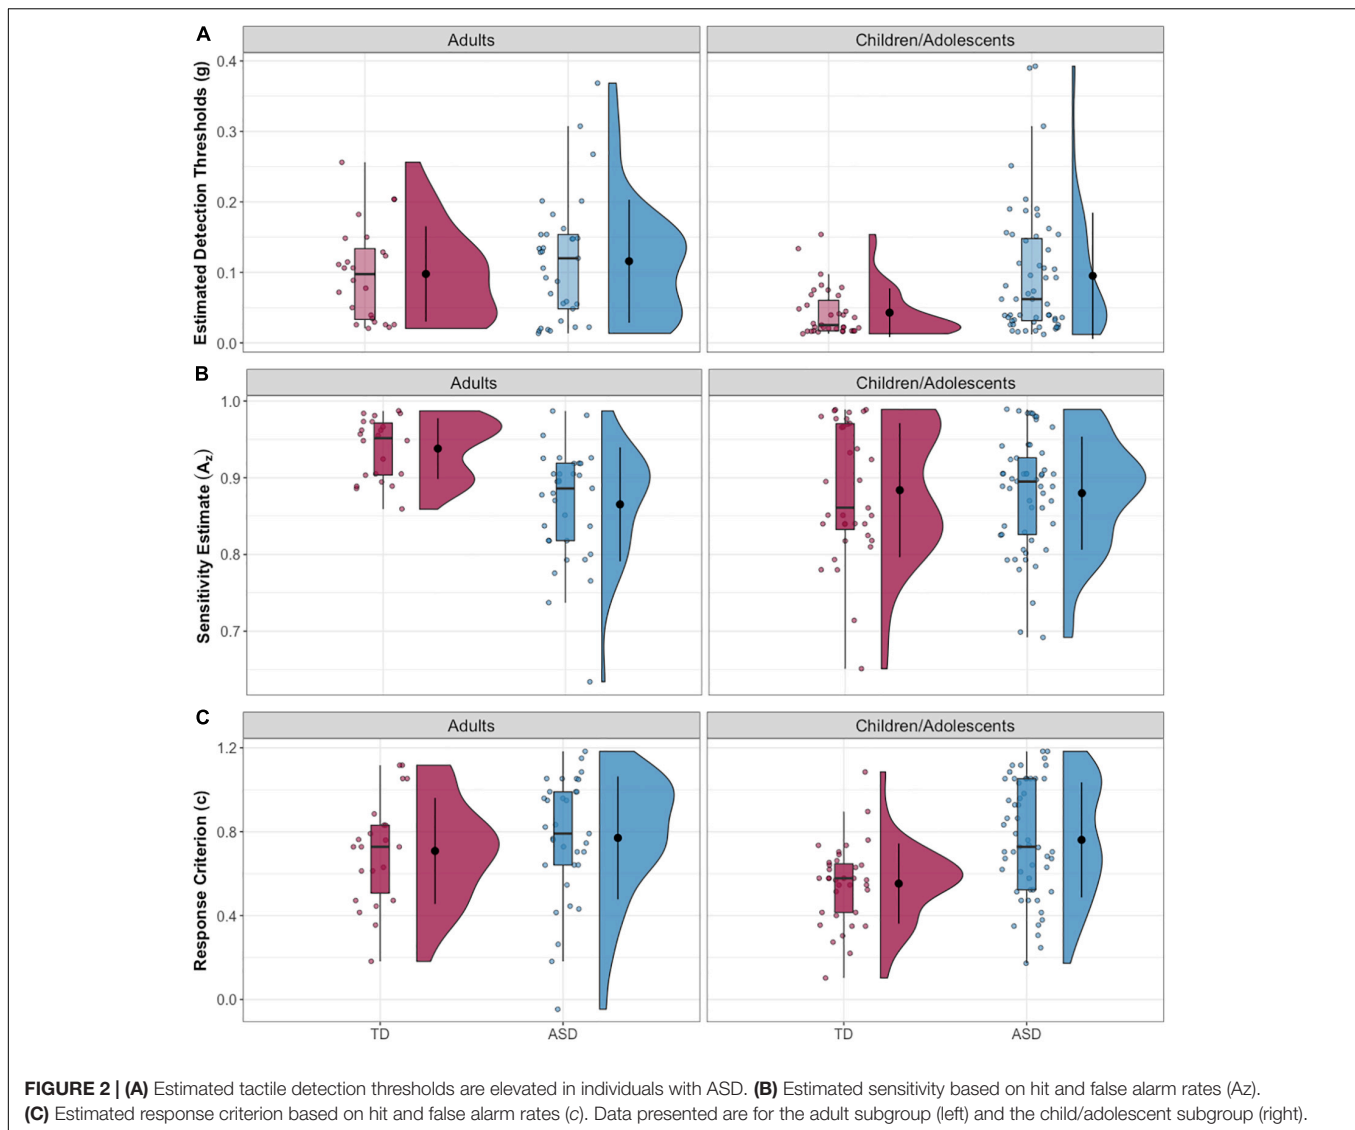 A
Adults
Children/Adolescents
Estimated Detection Thresholds (g)
0.4
0.3
0.2
0.1
0.0
B
Adults
Children/Adolescents
Sensitivity Estimate (Az)
1.0
0.9
0.8
0.7
C
Adults
Children/Adolescents
Response Criterion (c)
1.2
0.8
0.4
0.0
TD
ASD
TD
ASD
FIGURE 2 | (A) Estimated tactile detection thresholds are elevated in individuals with ASD. (B) Estimated sensitivity based on hit and false alarm rates (Az).
(C) Estimated response criterion based on hit and false alarm rates (c). Data presented are for the adult subgroup (left) and the child/adolescent subgroup (right).